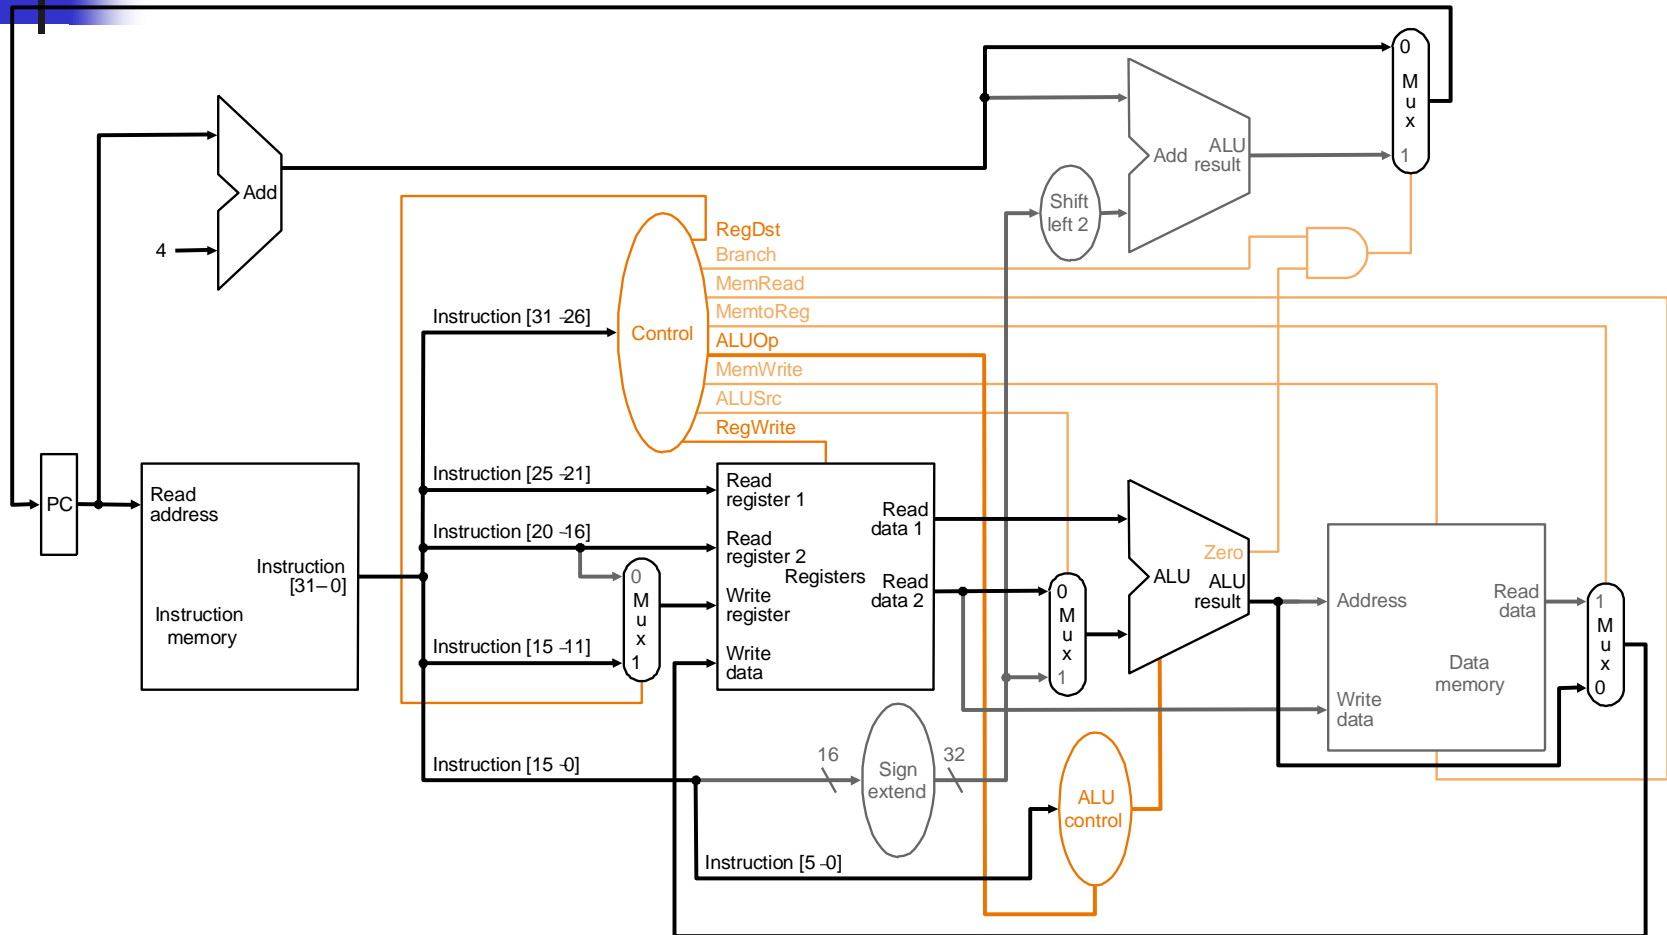 0
M
u
x
1
Add
ALU
result
Add
4
Shift
left 2
RegDst
Branch
MemRead
MemtoReg
ALUOp
MemWrite
ALUSrc
RegWrite
Control
Instruction [31–26]
Instruction [25–21]
Instruction [20–16]
Instruction [15–11]
Instruction [15–0]
Instruction [5–0]
PC
Read
address
Instruction
[31–0]
Instruction
memory
0
M
u
x
1
Read
register 1
Read
register 2
Write
register
Write
data
Registers
Read
data 1
Read
data 2
0
M
u
x
1
Zero
ALU
ALU
result
Address
Write
data
Read
data
Data
memory
1
M
u
x
0
16
Sign
extend
32
ALU
control